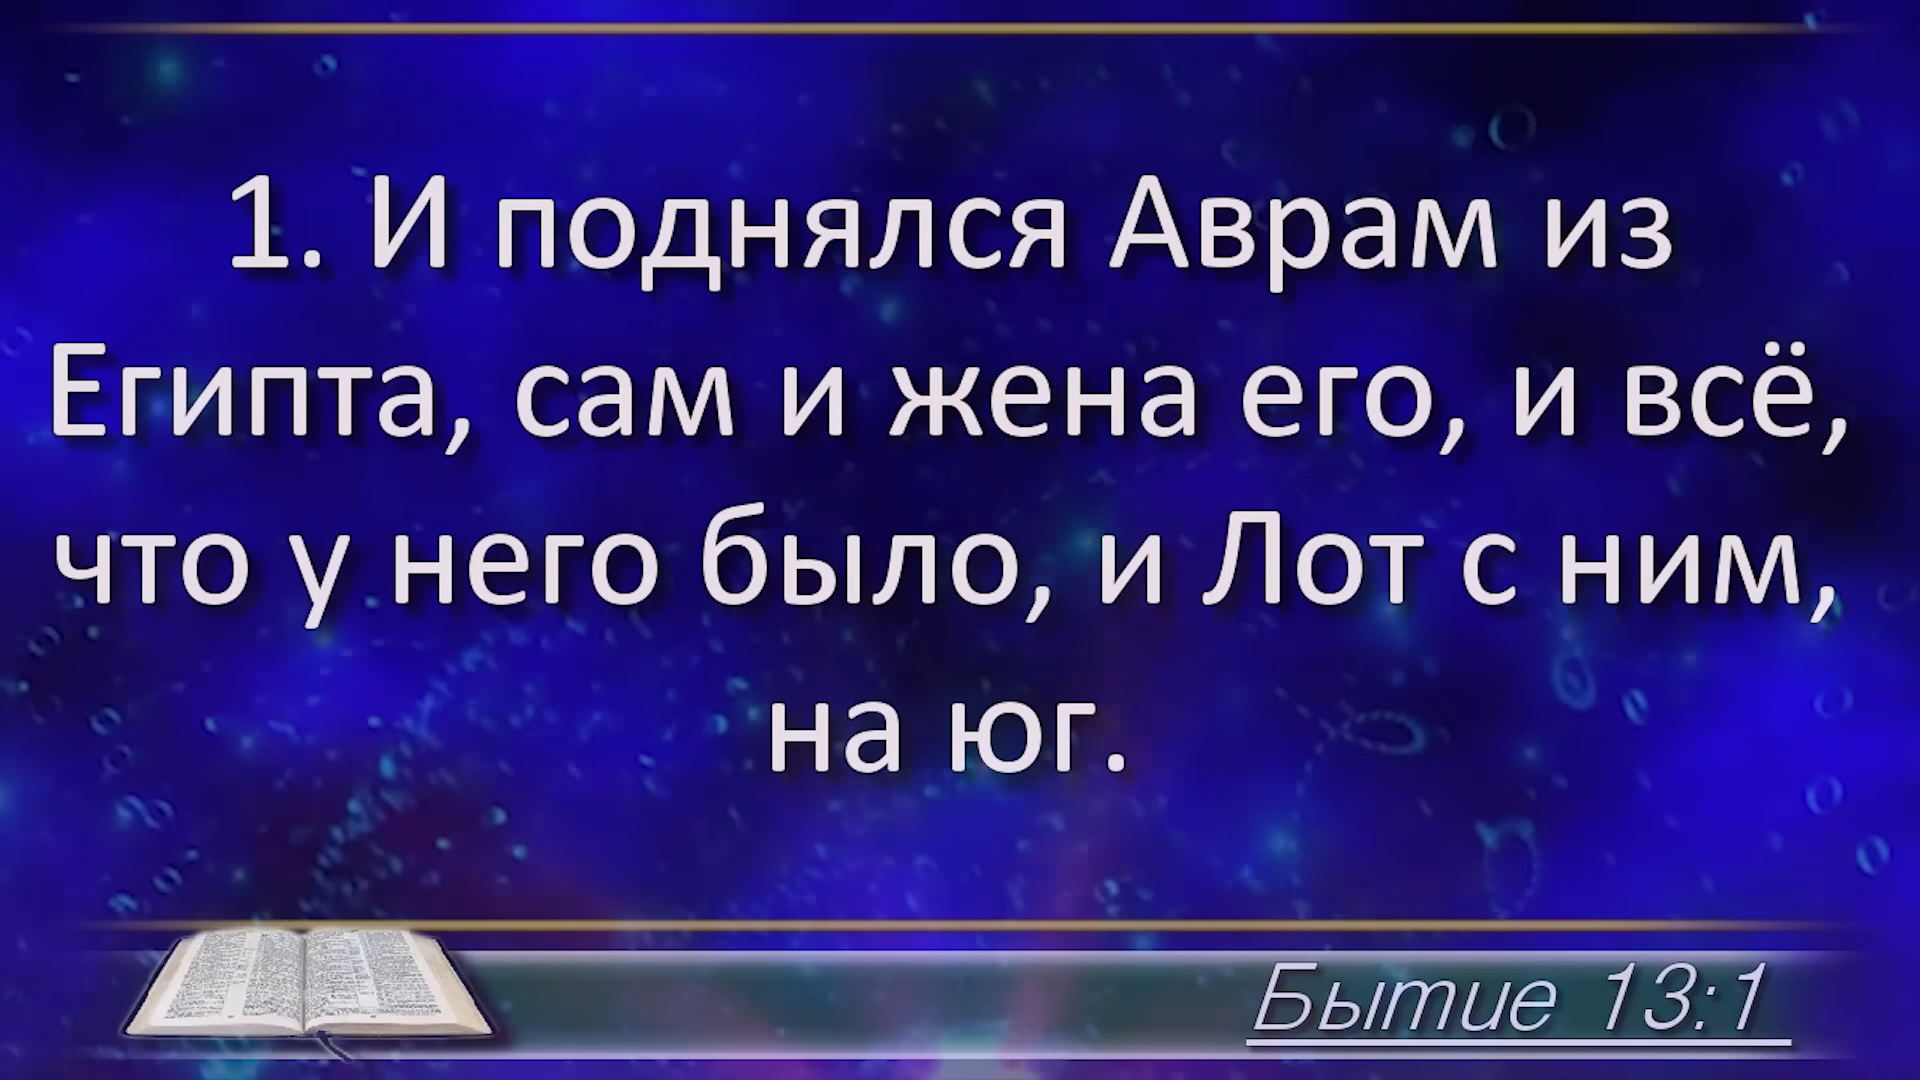 1. И поднялся Аврам из
Египта, сам и жена его, и всё,
что у него было, и Лот с ним,
на юг.
Бытие 13:1